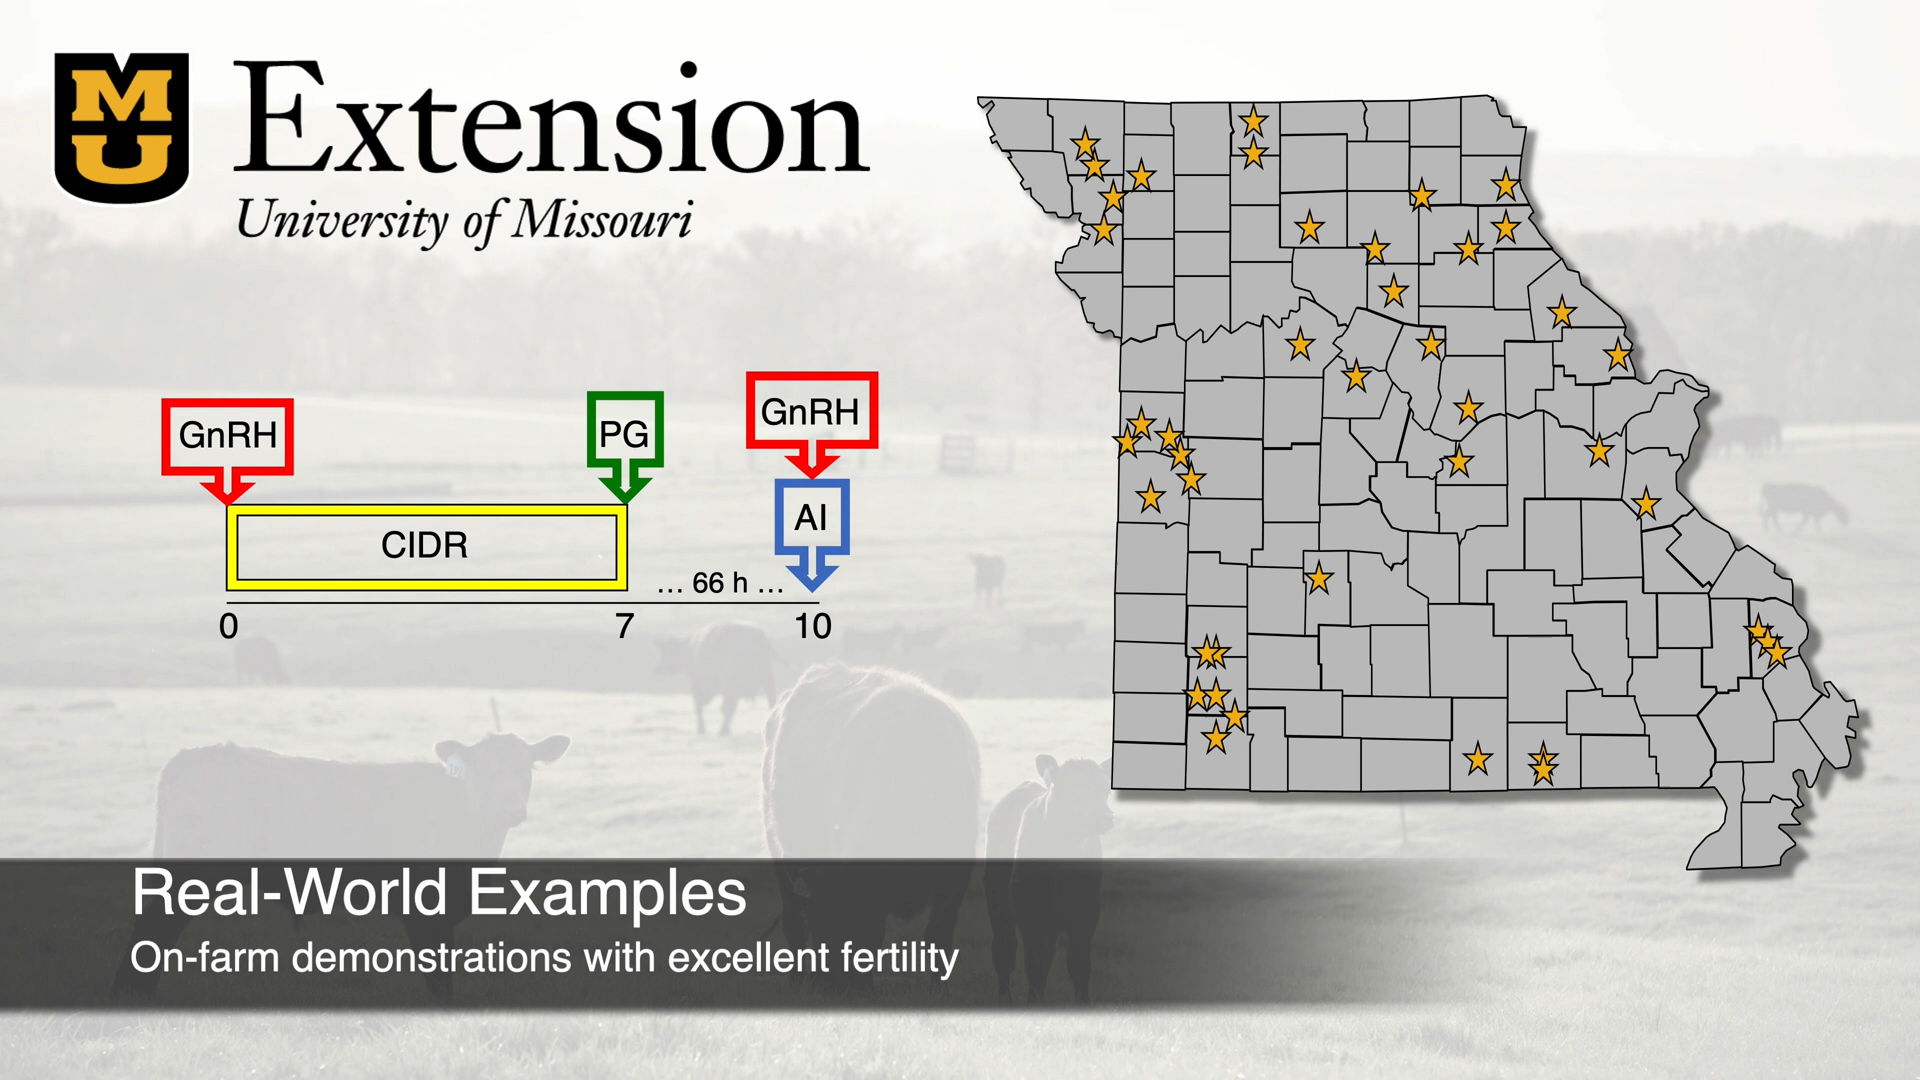 MU
Extension
University of Missouri
GnRH
PG
GnRH
AI
CIDR
... 66 h ...
0 7 10
Real-World Examples
On-farm demonstrations with excellent fertility